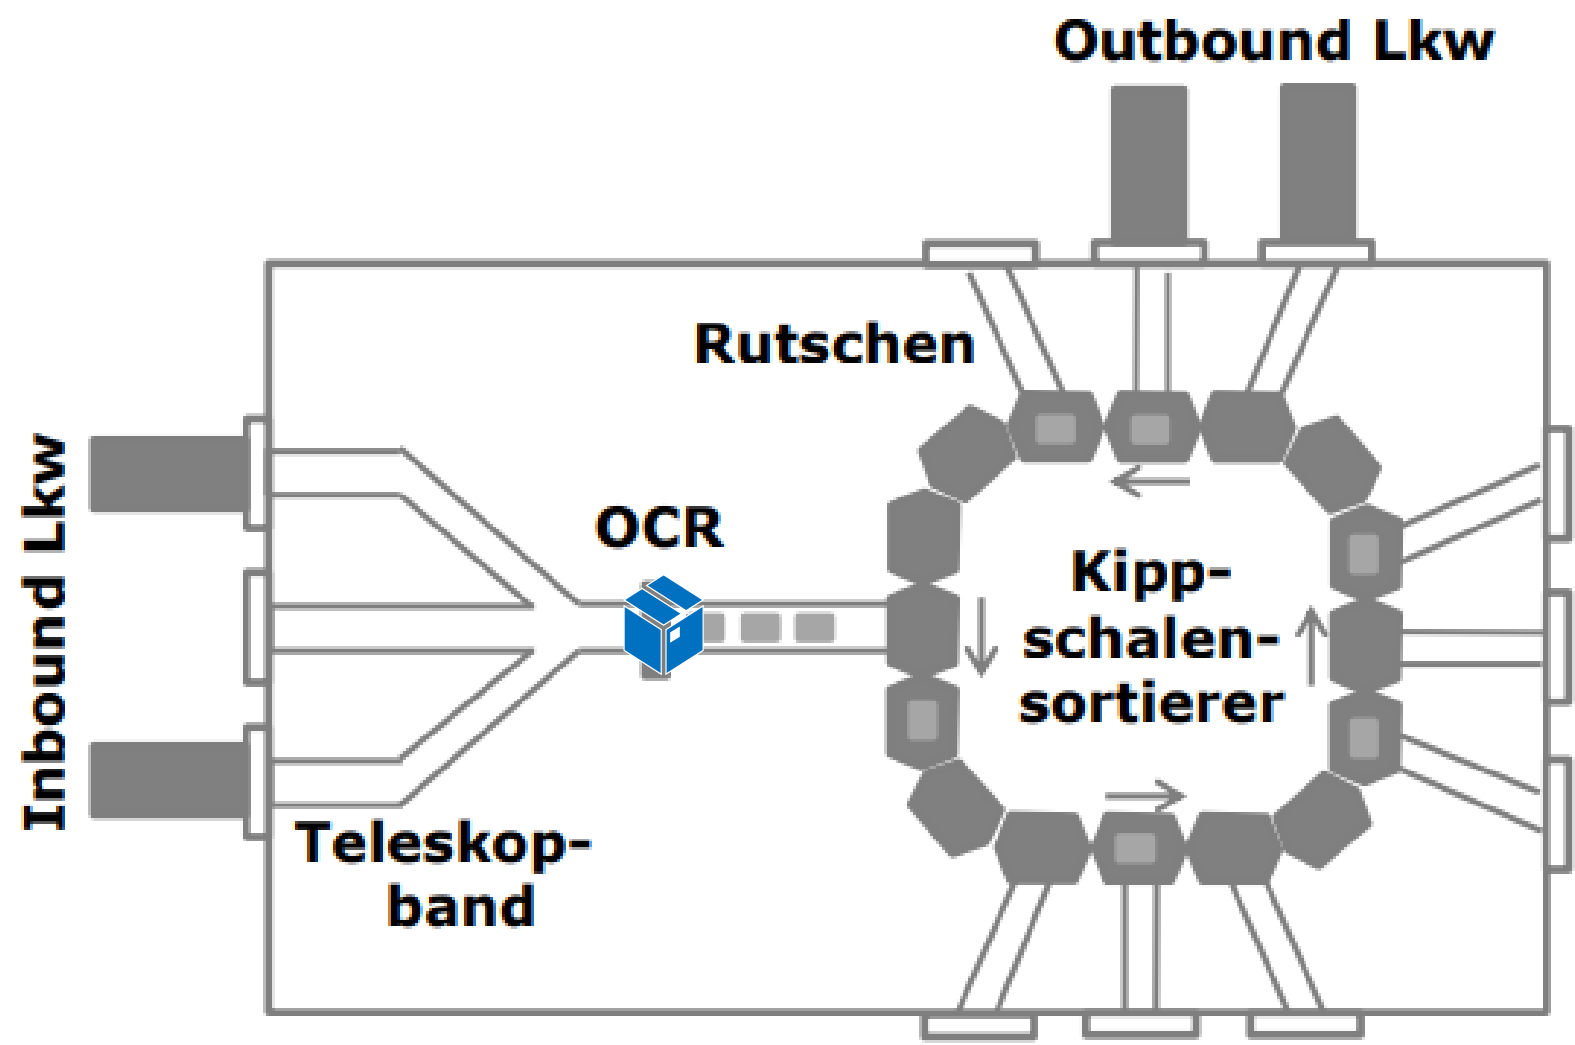 Outbound Lkw
Rutschen
Inbound Lkw
OCR
Kipp-
schalen-
sortierer
Teleskop-
band